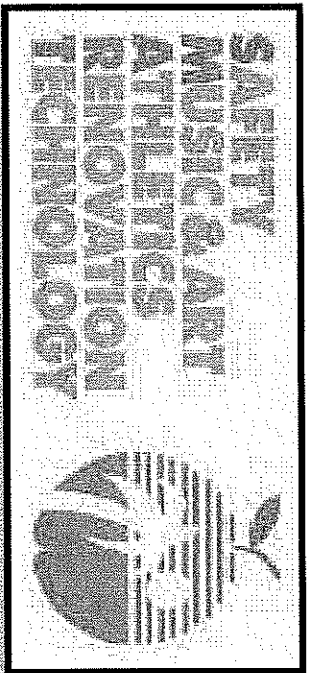 SAFETY
MUSIC & ART
ATHLETICS
RENOVATION
TECHNOLOGY